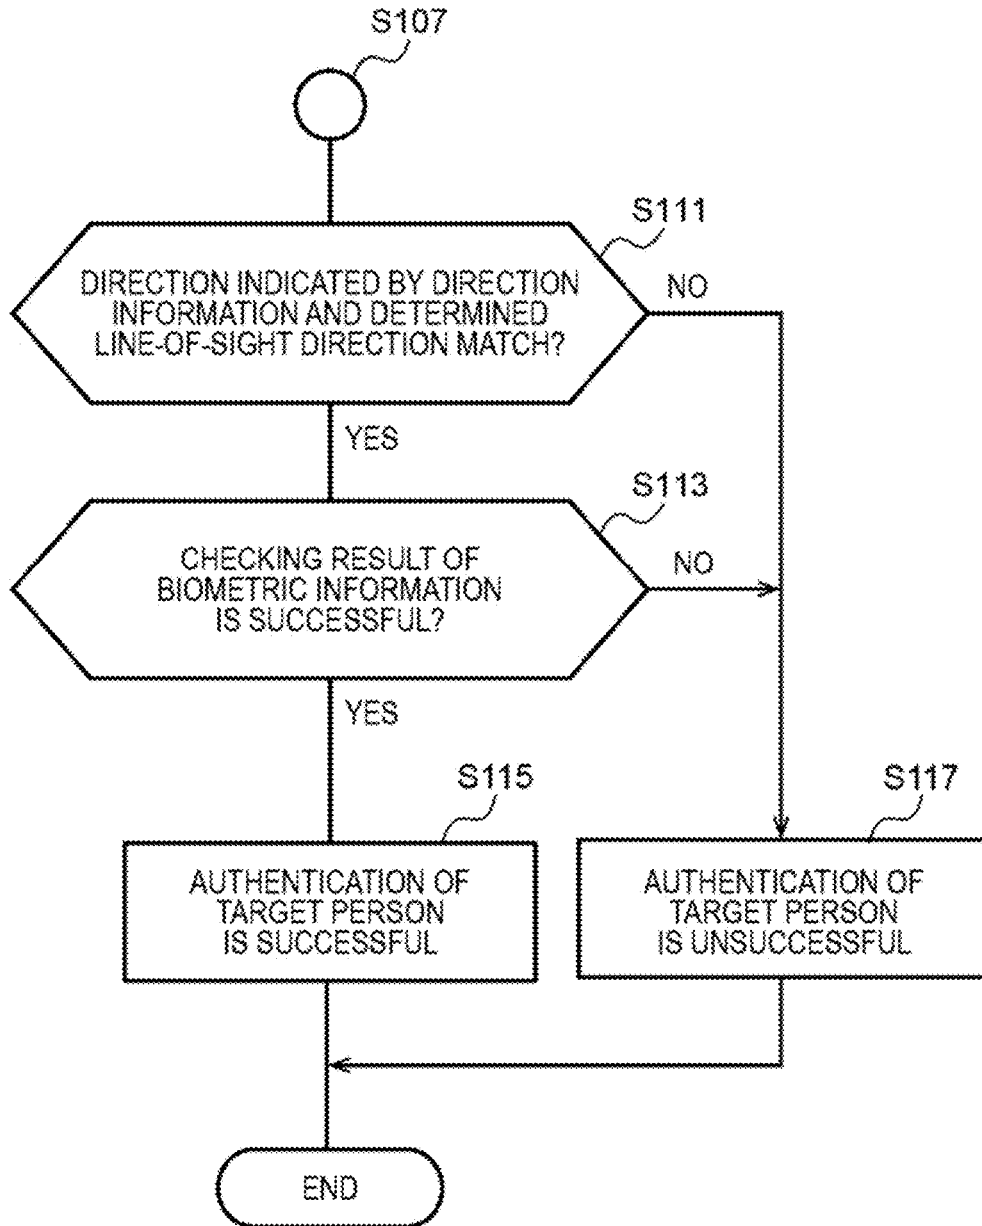 S107
S111
DIRECTION INDICATED BY DIRECTION
INFORMATION AND DETERMINED
LINE-OF-SIGHT DIRECTION MATCH?
NO
YES
S113
CHECKING RESULT OF
BIOMETRIC INFORMATION
IS SUCCESSFUL?
NO
YES
S115
AUTHENTICATION OF
TARGET PERSON
IS SUCCESSFUL
S117
AUTHENTICATION OF
TARGET PERSON
IS UNSUCCESSFUL
END